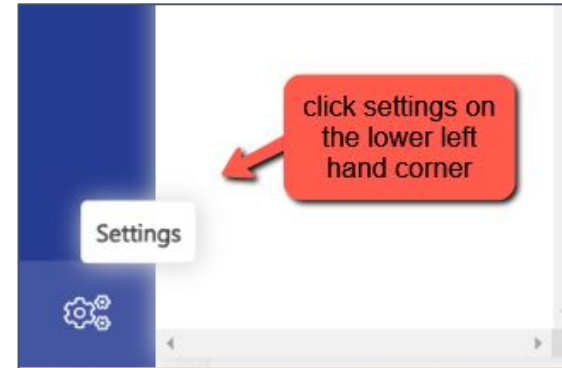 click settings on
the lower left
hand corner
Settings